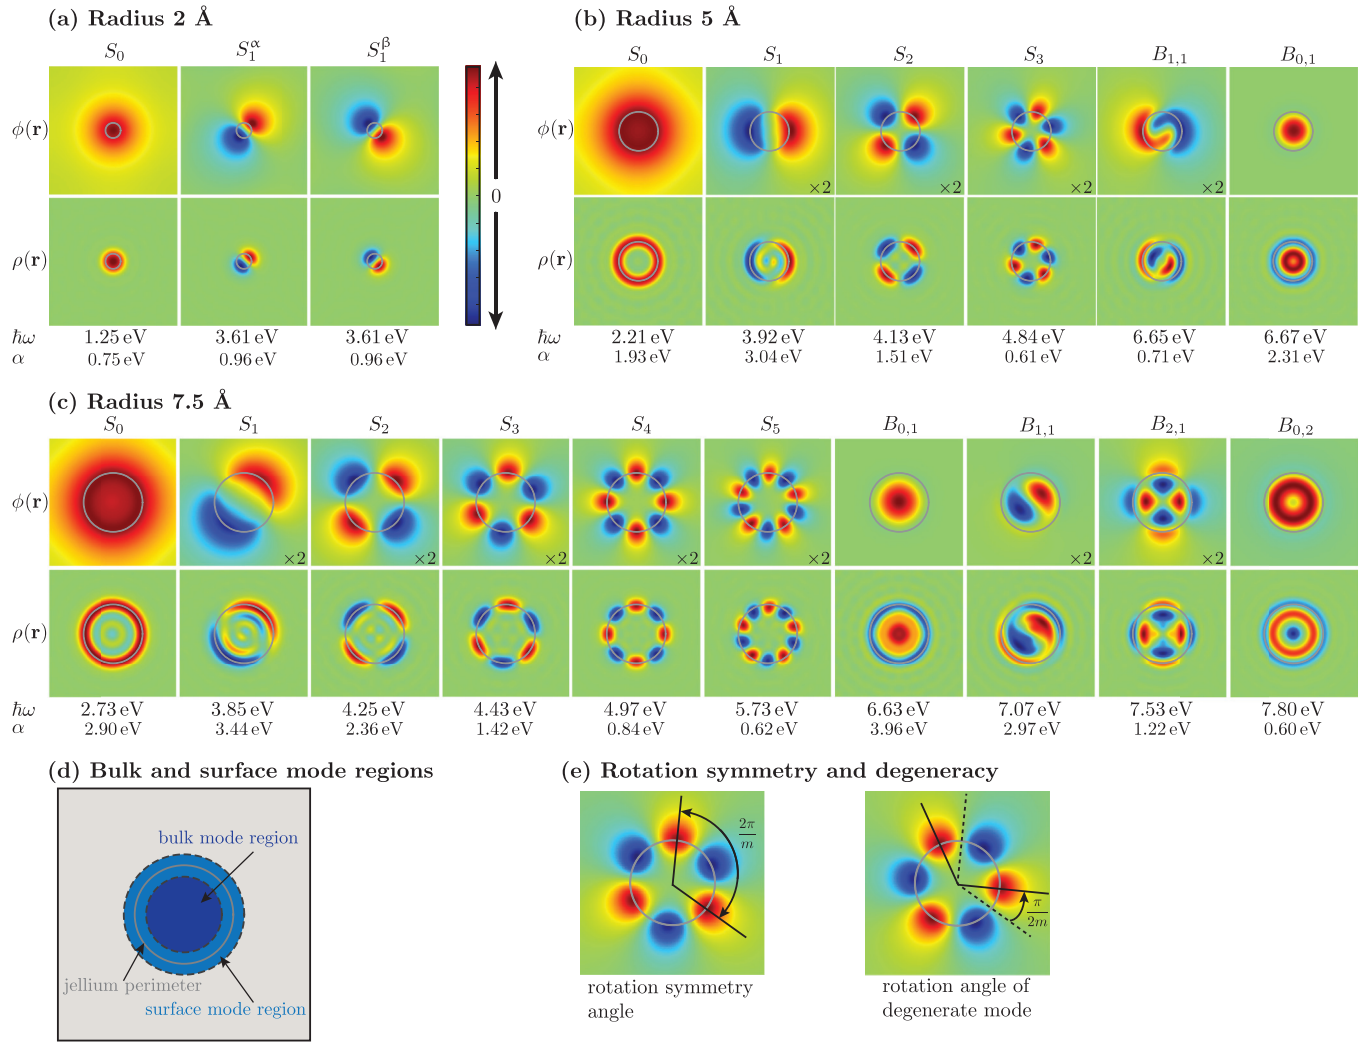 (a) Radius 2 Å
S₀ S₁^α S₁^β
ϕ(r)
0
ρ(r)
ħω 1.25 eV 3.61 eV 3.61 eV
α 0.75 eV 0.96 eV 0.96 eV
(b) Radius 5 Å
S₀ S₁ S₂ S₃ B₁,₁ B₀,₁
ϕ(r)
×2 ×2 ×2 ×2
ρ(r)
ħω 2.21 eV 3.92 eV 4.13 eV 4.84 eV 6.65 eV 6.67 eV
α 1.93 eV 3.04 eV 1.51 eV 0.61 eV 0.71 eV 2.31 eV
(c) Radius 7.5 Å
S₀ S₁ S₂ S₃ S₄ S₅ B₀,₁ B₁,₁ B₂,₁ B₀,₂
ϕ(r)
×2 ×2 ×2 ×2 ×2 ×2 ×2
ρ(r)
ħω 2.73 eV 3.85 eV 4.25 eV 4.43 eV 4.97 eV 5.73 eV 6.63 eV 7.07 eV 7.53 eV 7.80 eV
α 2.90 eV 3.44 eV 2.36 eV 1.42 eV 0.84 eV 0.62 eV 3.96 eV 2.97 eV 1.22 eV 0.60 eV
(d) Bulk and surface mode regions
bulk mode region
jellium perimeter
surface mode region
(e) Rotation symmetry and degeneracy
2π/m
rotation symmetry
angle
π/2m
rotation angle of
degenerate mode